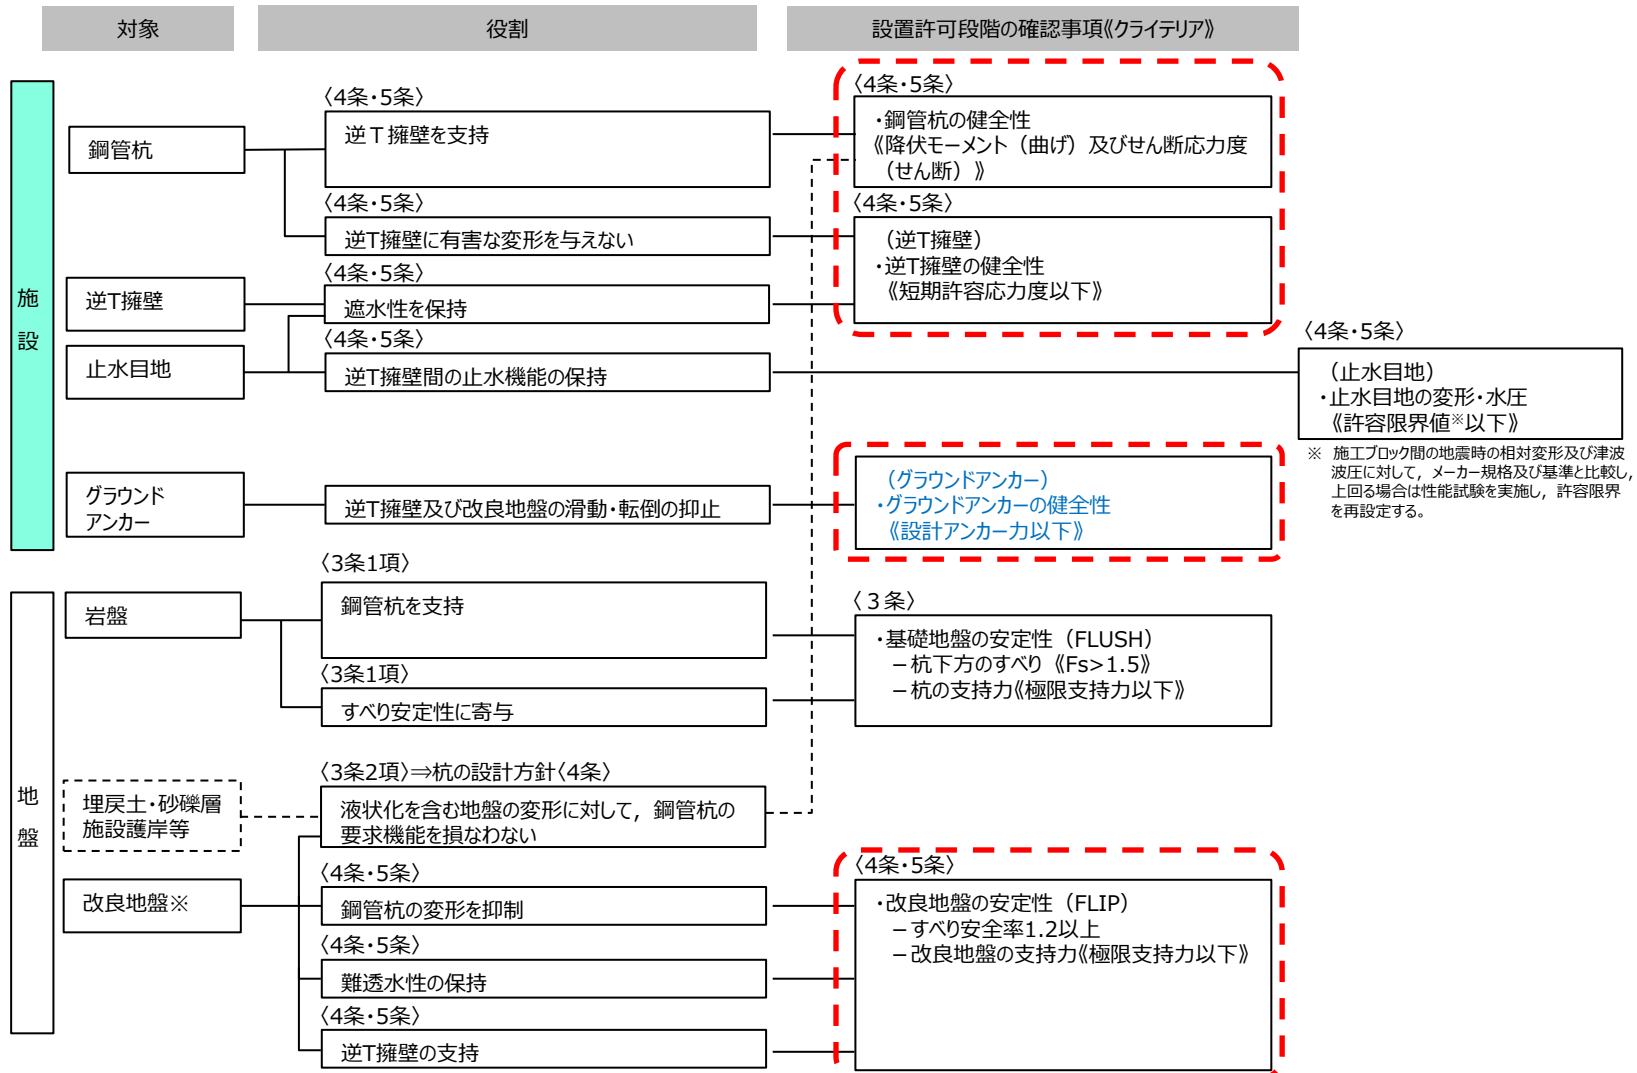 対象
役割
設置許可段階の確認事項《クライテリア》
施
設
鋼管杭
〈4条・5条〉
逆T擁壁を支持
〈4条・5条〉
・鋼管杭の健全性
《降伏モーメント（曲げ）及びせん断応力度
（せん断）》
〈4条・5条〉
逆T擁壁に有害な変形を与えない
〈4条・5条〉
（逆T擁壁）
・逆T擁壁の健全性
《短期許容応力度以下》
逆T擁壁
〈4条・5条〉
遮水性を保持
止水目地
〈4条・5条〉
逆T擁壁間の止水機能の保持
〈4条・5条〉
（止水目地）
・止水目地の変形・水圧
《許容限界値※以下》
※ 施工ブロック間の地震時の相対変形及び津波
波圧に対して，メーカー規格及び基準と比較し，
上回る場合は性能試験を実施し，許容限界
を再設定する。
グラウンド
アンカー
逆T擁壁及び改良地盤の滑動・転倒の抑止
（グラウンドアンカー）
・グラウンドアンカーの健全性
《設計アンカー力以下》
地
盤
岩盤
〈3条1項〉
鋼管杭を支持
〈3条1項〉
すべり安定性に寄与
〈３条〉
・基礎地盤の安定性（FLUSH）
－杭下方のすべり《Fs>1.5》
－杭の支持力《極限支持力以下》
埋戻土・砂礫層
施設護岸等
〈3条2項〉⇒杭の設計方針〈4条〉
液状化を含む地盤の変形に対して，鋼管杭の
要求機能を損なわない
改良地盤※
〈4条・5条〉
鋼管杭の変形を抑制
〈4条・5条〉
難透水性の保持
〈4条・5条〉
逆T擁壁の支持
〈4条・5条〉
・改良地盤の安定性（FLIP）
－すべり安全率1.2以上
－改良地盤の支持力《極限支持力以下》